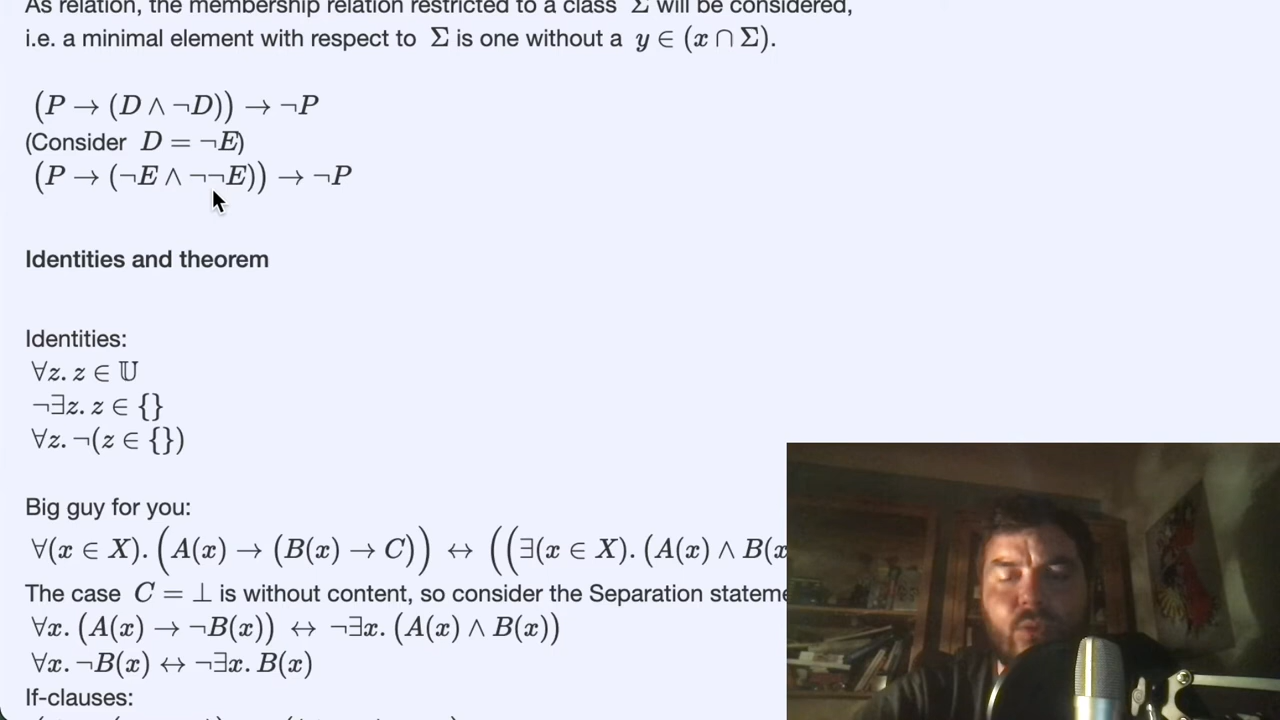 As relation, the membership relation restricted to a class Σ will be considered,
i.e. a minimal element with respect to Σ is one without a y ∈ (x ∩ Σ).
(P → (D ∧ ¬D)) → ¬P
(Consider D = ¬E)
(P → (¬E ∧ ¬¬E)) → ¬P
Identities and theorem
Identities:
∀z. z ∈ 𝕌
¬∃z. z ∈ {}
∀z. ¬(z ∈ {})
Big guy for you:
∀(x ∈ X). (A(x) → (B(x) → C)) ↔ ((∃(x ∈ X). (A(x) ∧ B(x
The case C = ⊥ is without content, so consider the Separation stateme
∀x. (A(x) → ¬B(x)) ↔ ¬∃x. (A(x) ∧ B(x))
∀x. ¬B(x) ↔ ¬∃x. B(x)
If-clauses: